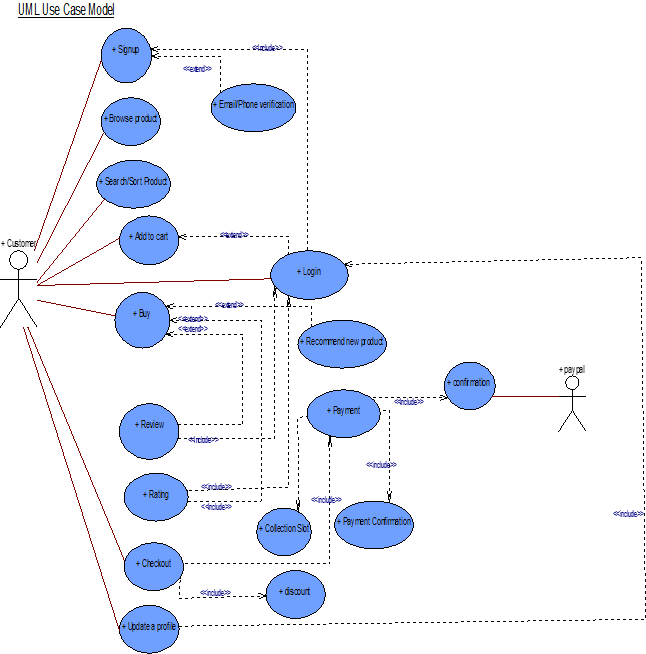 UML Use Case Model
+ Signup
<<include>>
<<extend>>
+ Email/Phone verification
+ Browse product
+ Search/Sort Product
+ Customer
+ Add to cart
<<extend>>
+ Login
+ Buy
<<extend>>
<<extend>>
<<extend>>
+ Recommend new product
+ paypal
+ confirmation
<<include>>
+ Payment
+ Review
<<include>>
<<include>>
+ Rating
<<include>>
<<include>>
<<include>>
+ Collection Slot
+ Payment Confirmation
<<include>>
+ Checkout
<<include>>
+ discount
+ Update a profile